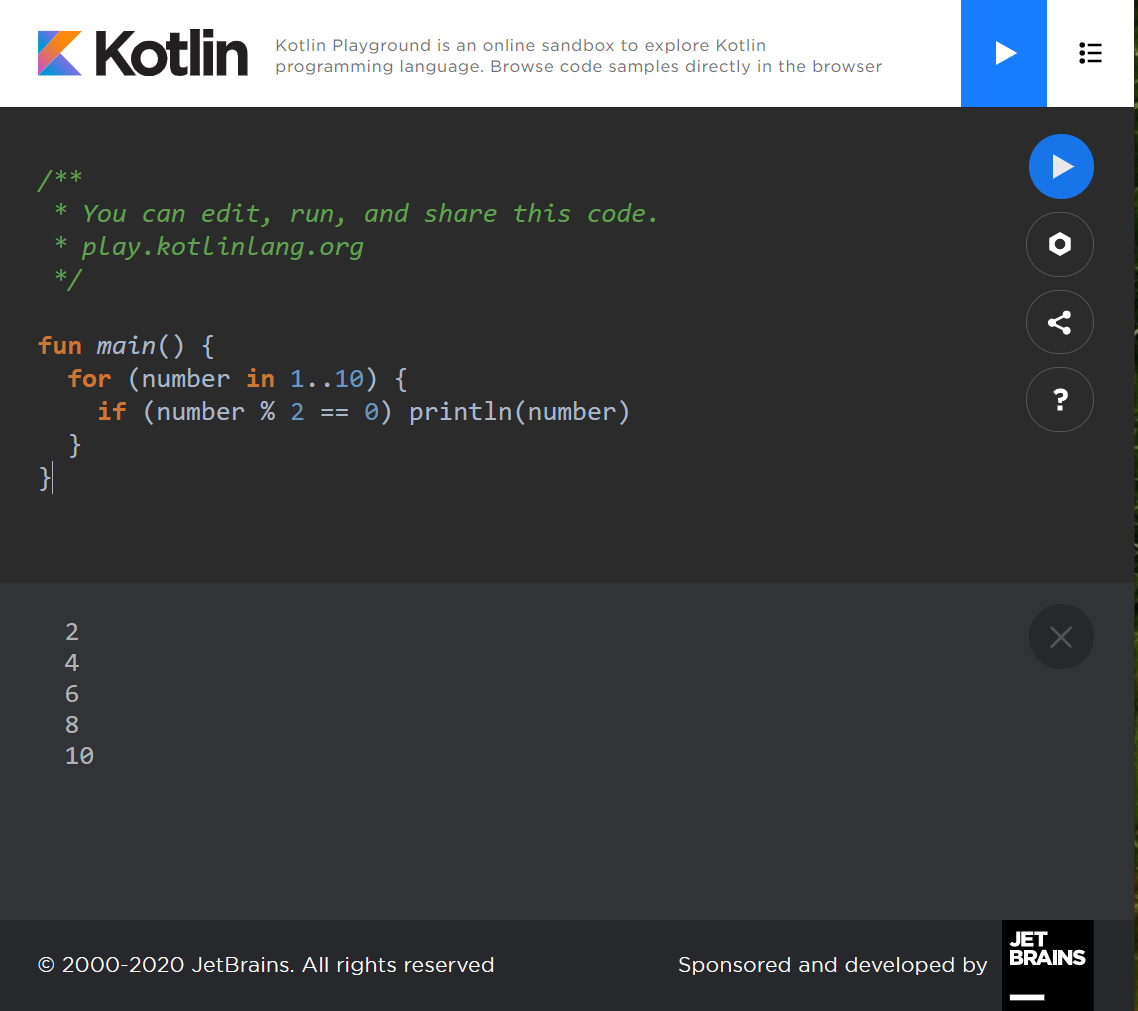 Kotlin
Kotlin Playground is an online sandbox to explore Kotlin
programming language. Browse code samples directly in the browser
/**
 * You can edit, run, and share this code.
 * play.kotlinlang.org
 */
fun main() {
  for (number in 1..10) {
    if (number % 2 == 0) println(number)
  }
}
?
2
4
6
8
10
© 2000-2020 JetBrains. All rights reserved
Sponsored and developed by
JET
BRAINS